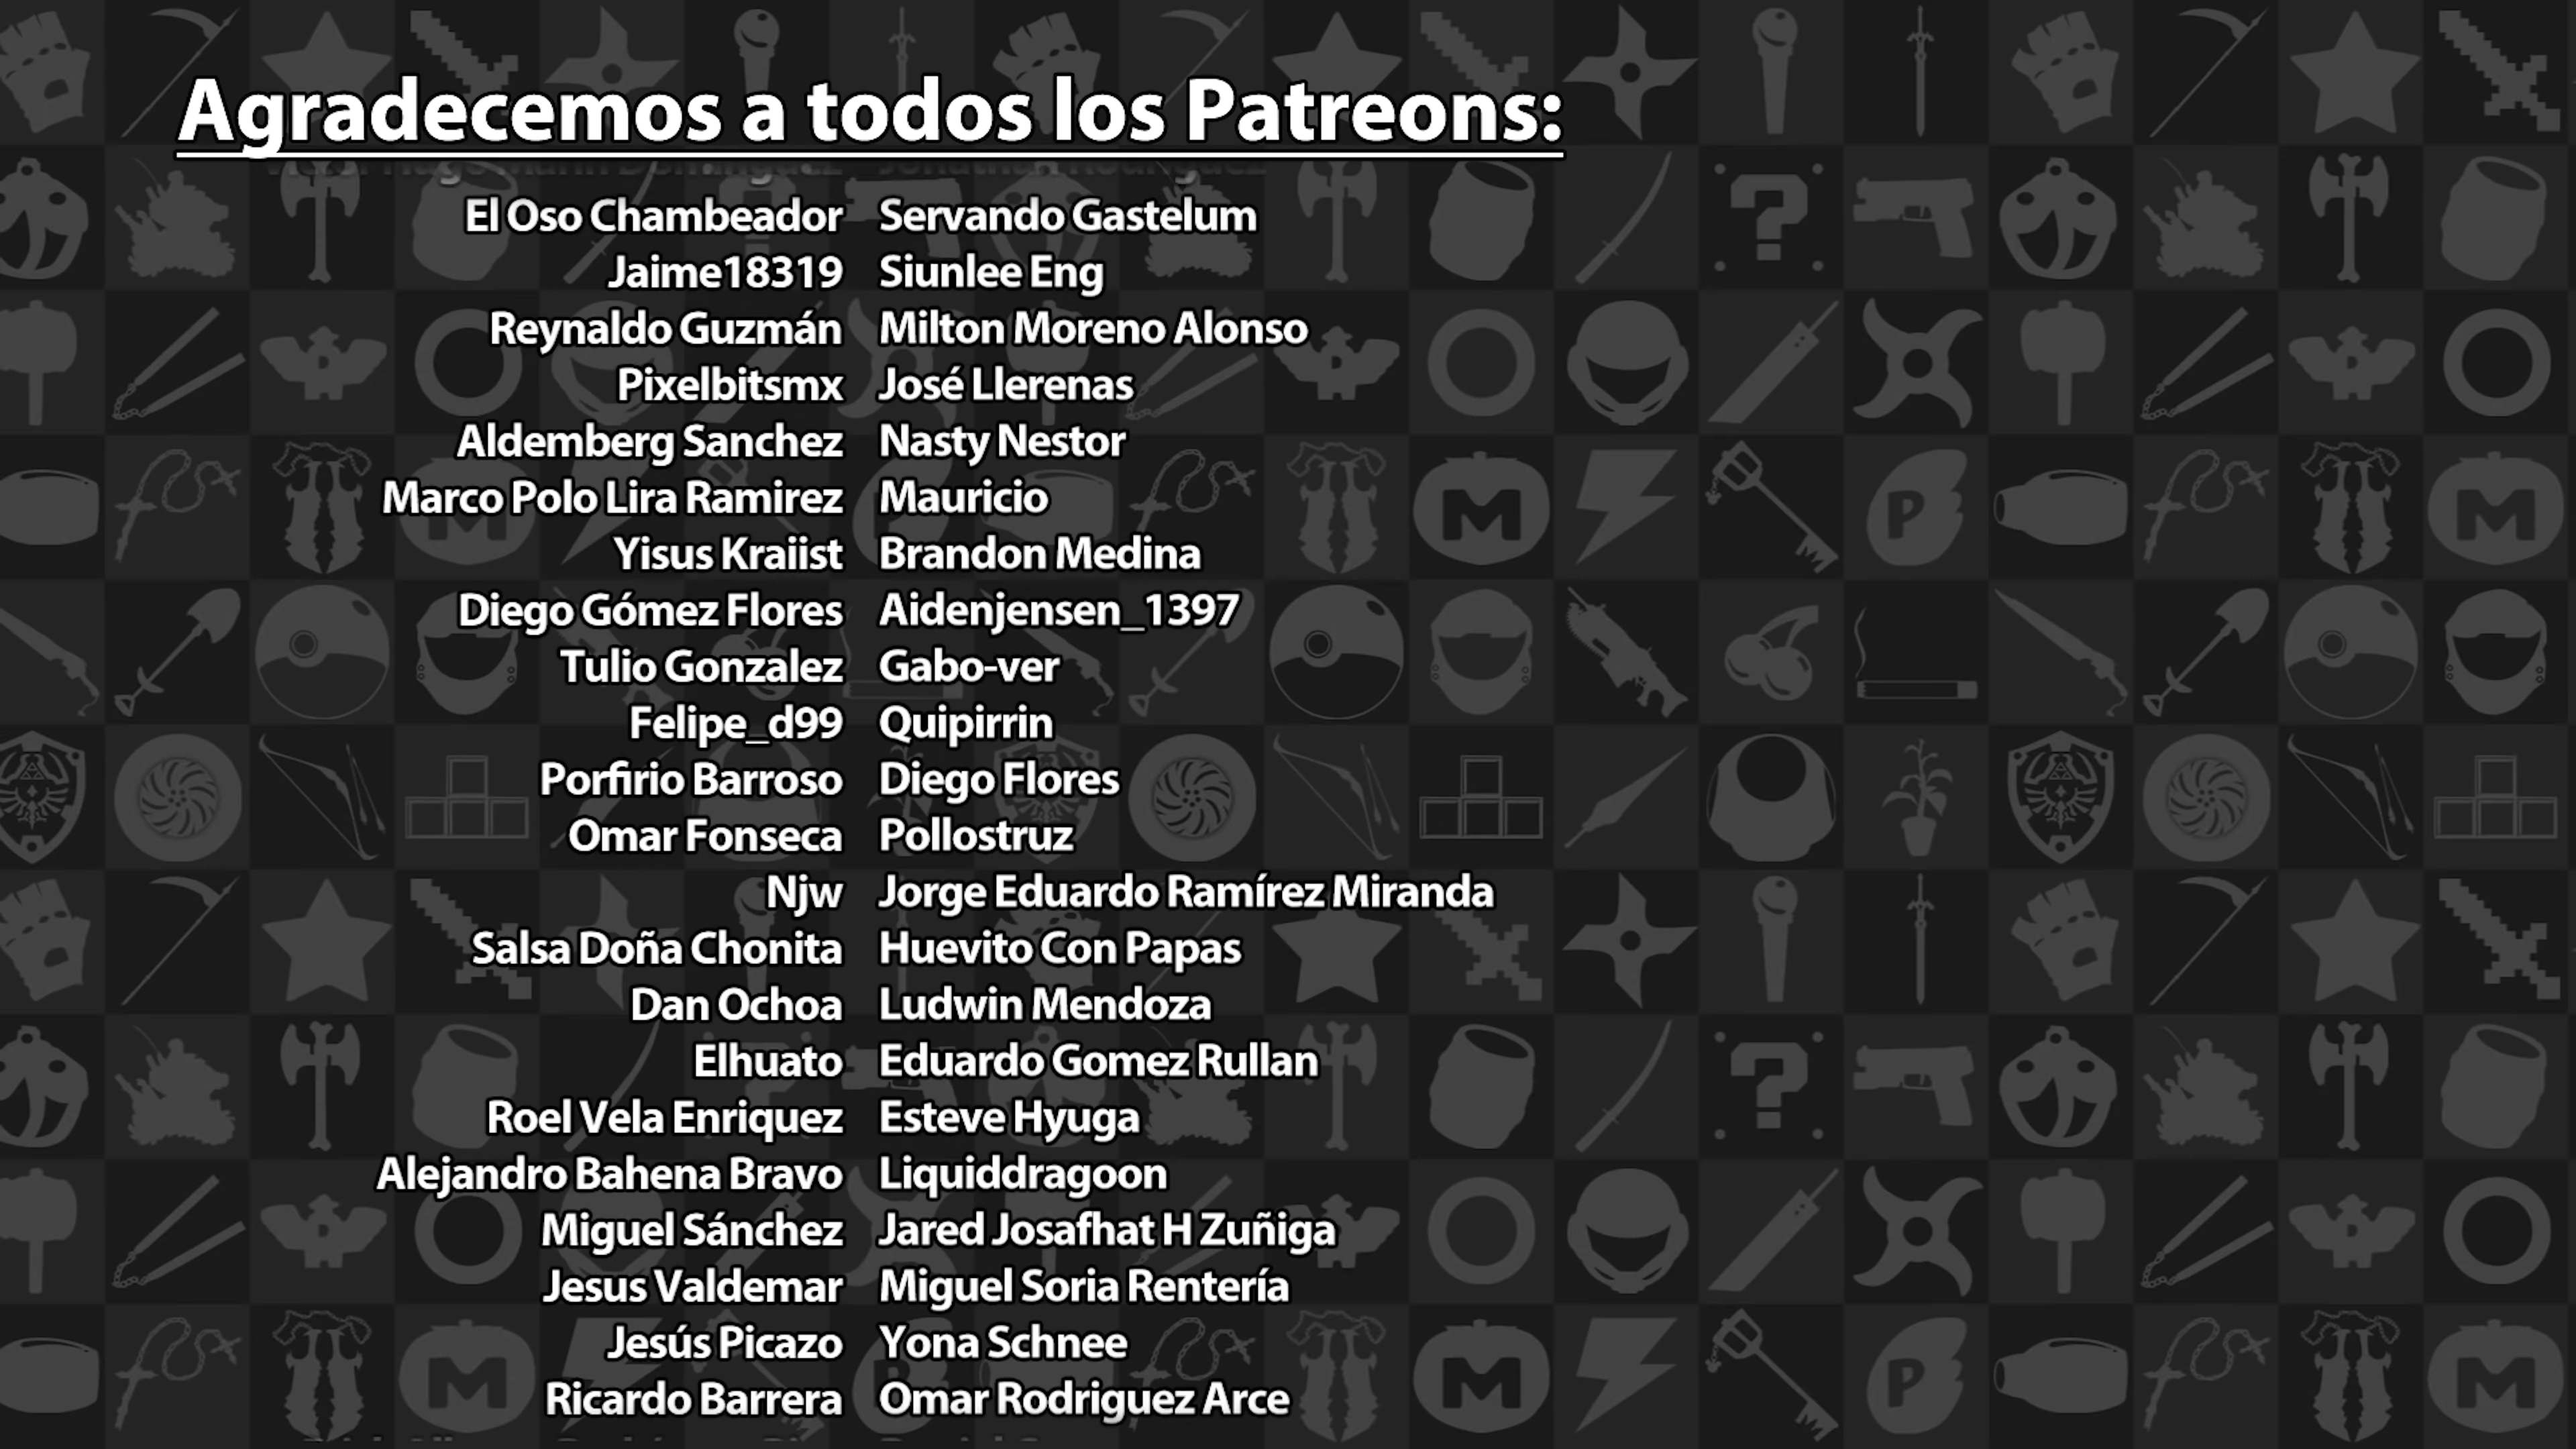 Agradecemos a todos los Patreons:
El Oso Chambeador Servando Gastelum
Jaime18319 Siunlee Eng
Reynaldo Guzmán Milton Moreno Alonso
Pixelbitsmx José Llerenas
Aldemberg Sanchez Nasty Nestor
Marco Polo Lira Ramirez Mauricio
Yisus Kraiist Brandon Medina
Diego Gómez Flores Aidenjensen_1397
Tulio Gonzalez Gabo-ver
Felipe_d99 Quipirrin
Porfirio Barroso Diego Flores
Omar Fonseca Pollostruz
Njw Jorge Eduardo Ramírez Miranda
Salsa Doña Chonita Huevito Con Papas
Dan Ochoa Ludwin Mendoza
Elhuato Eduardo Gomez Rullan
Roel Vela Enriquez Esteve Hyuga
Alejandro Bahena Bravo Liquiddragoon
Miguel Sánchez Jared Josafhat H Zuñiga
Jesus Valdemar Miguel Soria Rentería
Jesús Picazo Yona Schnee
Ricardo Barrera Omar Rodriguez Arce